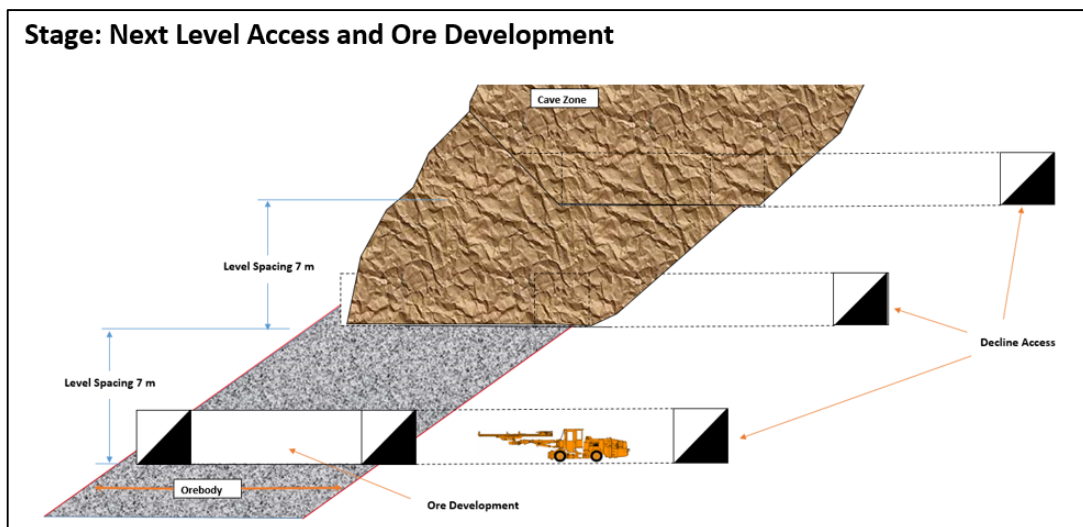 Stage: Next Level Access and Ore Development
Cave Zone
Level Spacing 7 m
Decline Access
Level Spacing 7 m
Orebody
Ore Development